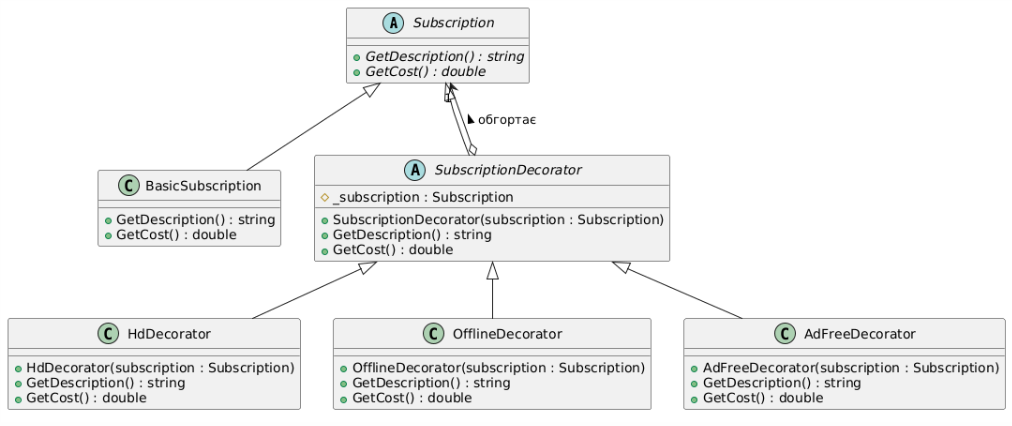 A Subscription
GetDescription() : string
GetCost() : double
1
обгортає
C BasicSubscription
GetDescription() : string
GetCost() : double
A SubscriptionDecorator
_subscription : Subscription
SubscriptionDecorator(subscription : Subscription)
GetDescription() : string
GetCost() : double
C HdDecorator
HdDecorator(subscription : Subscription)
GetDescription() : string
GetCost() : double
C OfflineDecorator
OfflineDecorator(subscription : Subscription)
GetDescription() : string
GetCost() : double
C AdFreeDecorator
AdFreeDecorator(subscription : Subscription)
GetDescription() : string
GetCost() : double